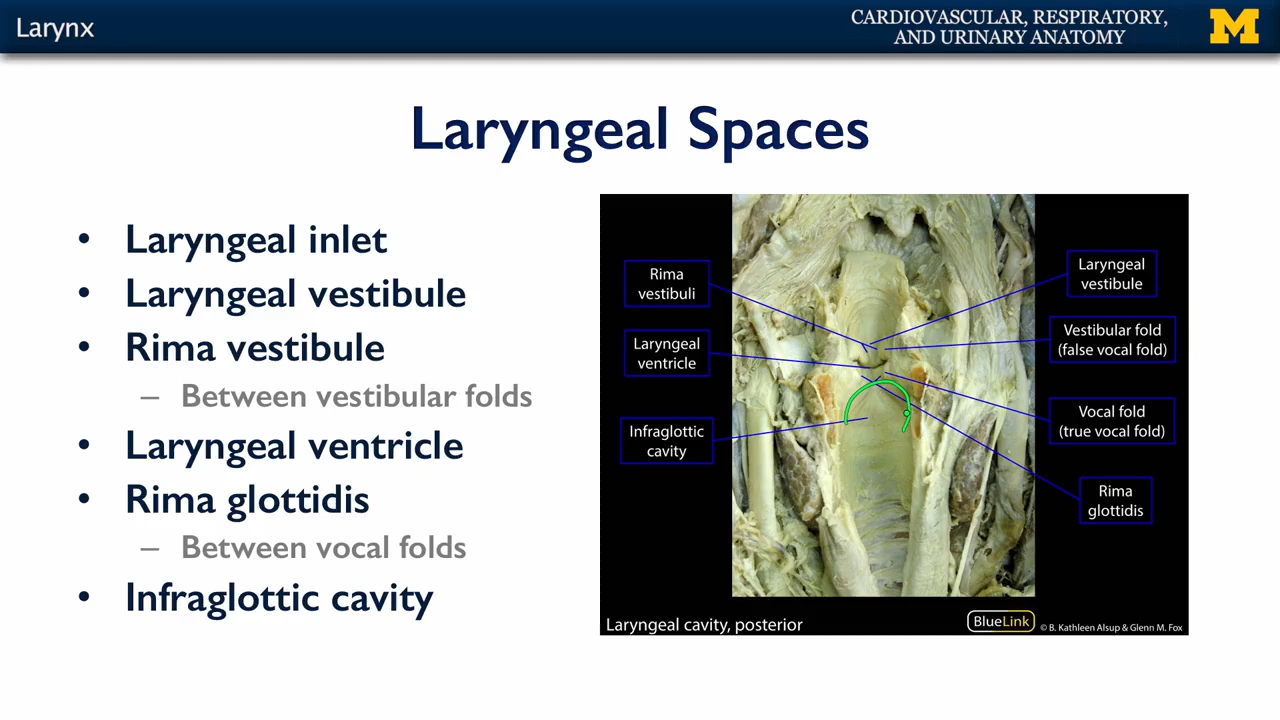 Larynx
CARDIOVASCULAR, RESPIRATORY,
AND URINARY ANATOMY
M
Laryngeal Spaces
• Laryngeal inlet
• Laryngeal vestibule
• Rima vestibule
– Between vestibular folds
• Laryngeal ventricle
• Rima glottidis
– Between vocal folds
• Infraglottic cavity
Rima
vestibuli
Laryngeal
ventricle
Infraglottic
cavity
Laryngeal
vestibule
Vestibular fold
(false vocal fold)
Vocal fold
(true vocal fold)
Rima
glottidis
Laryngeal cavity, posterior
BlueLink
© B. Kathleen Alsup & Glenn M. Fox